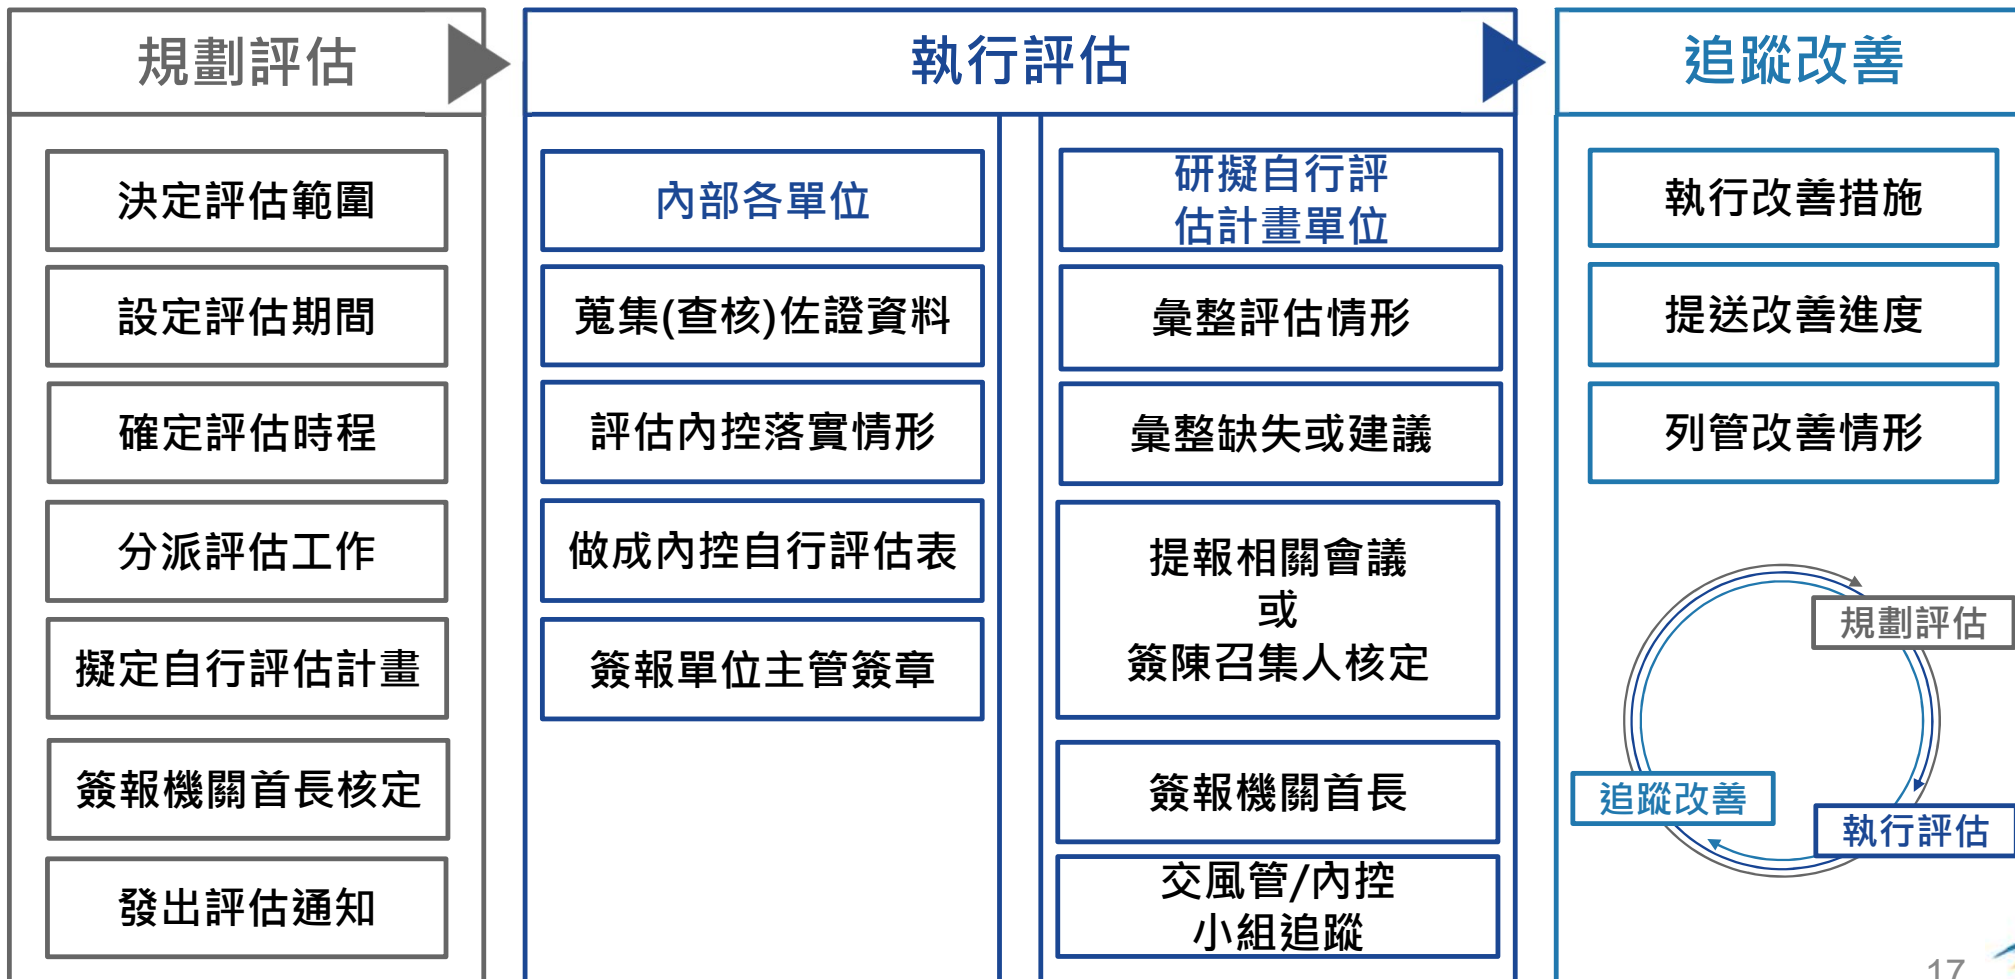 規劃評估
決定評估範圍
設定評估期間
確定評估時程
分派評估工作
擬定自行評估計畫
簽報機關首長核定
發出評估通知
執行評估
內部各單位
蒐集(查核)佐證資料
評估內控落實情形
做成內控自行評估表
簽報單位主管簽章
研擬自行評
估計畫單位
彙整評估情形
彙整缺失或建議
提報相關會議
或
簽陳召集人核定
簽報機關首長
交風管/內控
小組追蹤
追蹤改善
執行改善措施
提送改善進度
列管改善情形
規劃評估
追蹤改善
執行評估
17